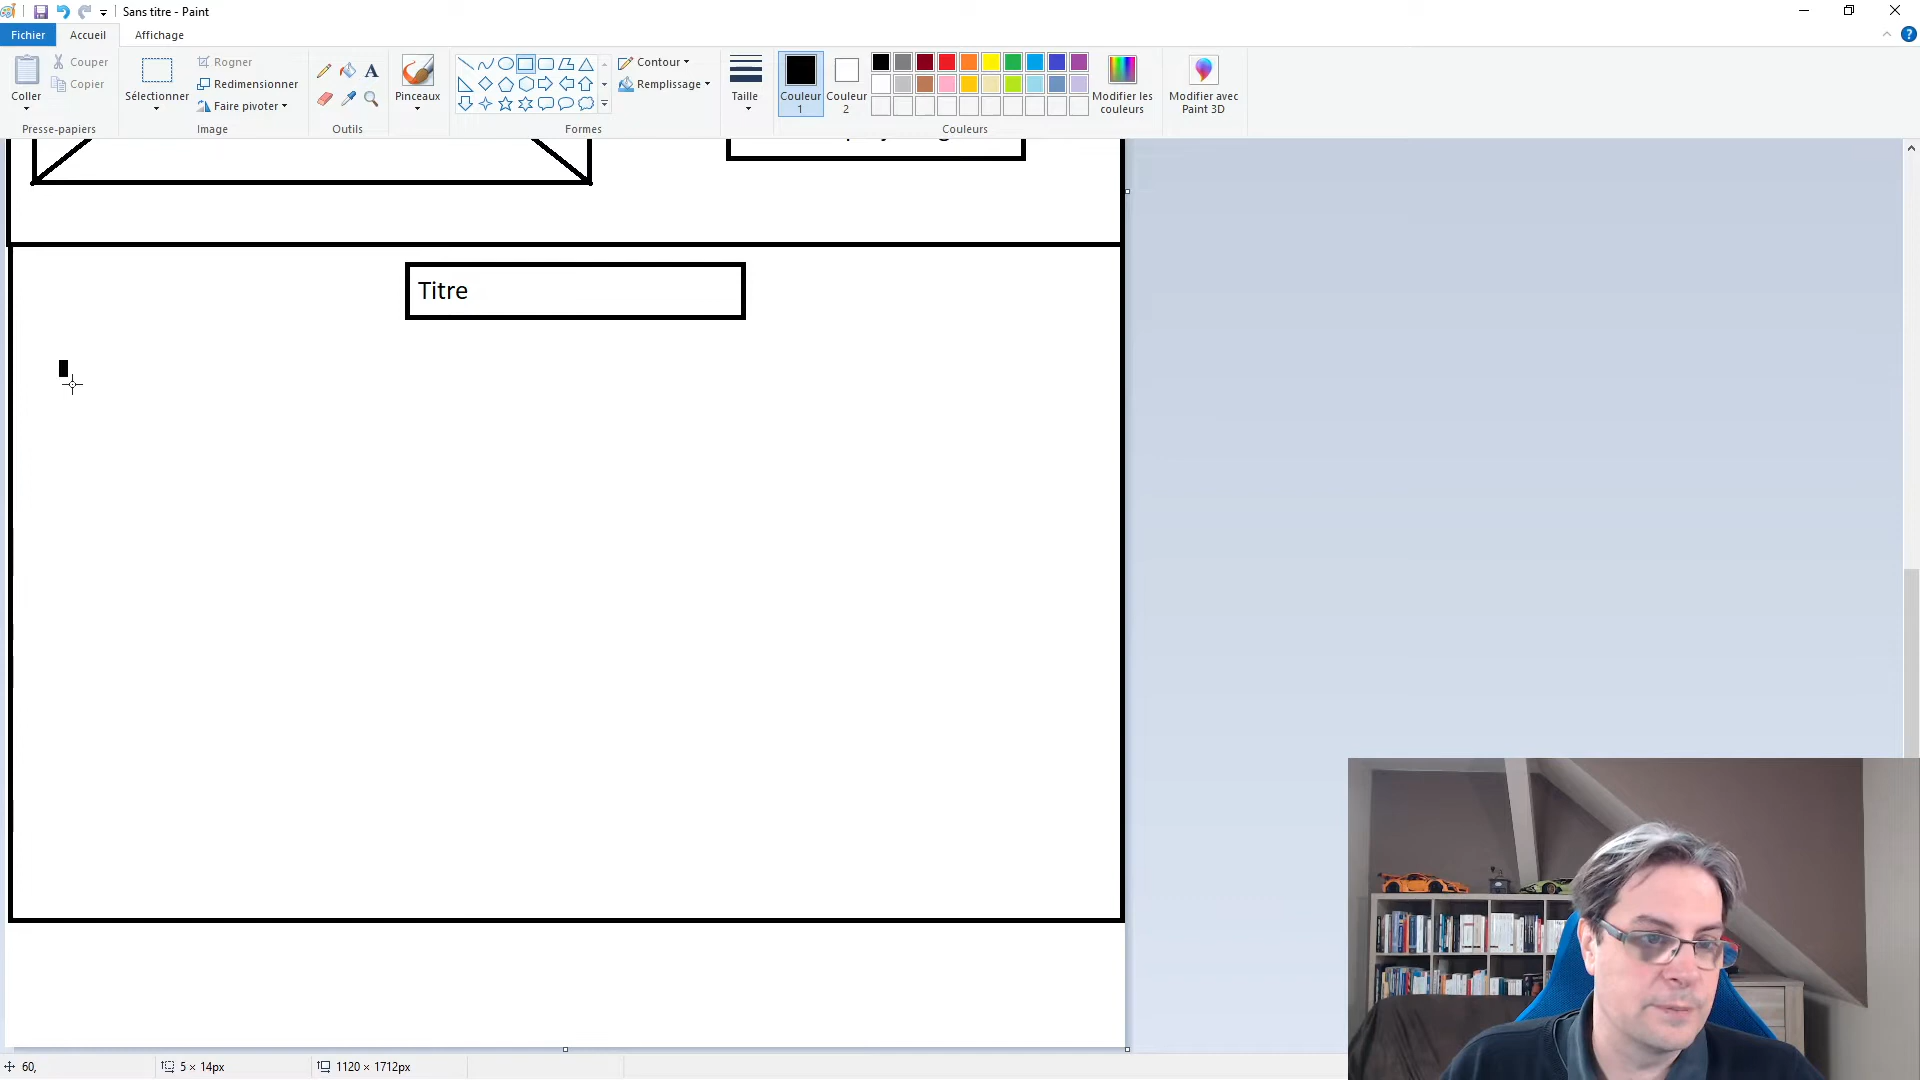 Sans titre - Paint
Fichier
Accueil
Affichage
Coller
Couper
Copier
Presse-papiers
Sélectionner
Rogner
Redimensionner
Faire pivoter
Image
Outils
Pinceaux
Formes
Contour
Remplissage
Taille
Couleur
1
Couleur
2
Couleurs
Modifier les
couleurs
Modifier avec
Paint 3D
Titre
60,
5 × 14px
1120 × 1712px